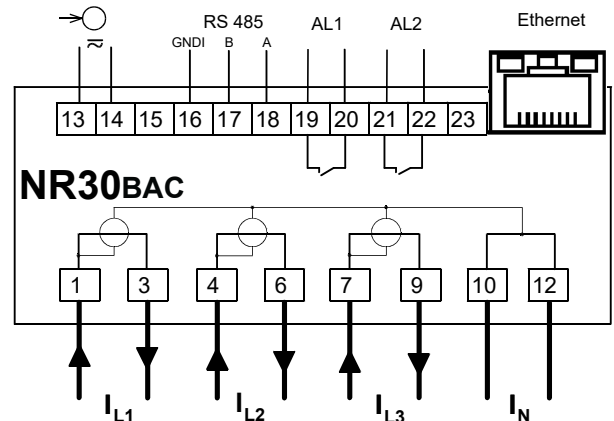 RS 485 AL1 AL2 Ethernet
GNDI B A
13 14 15 16 17 18 19 20 21 22 23
NR30BAC
1 3 4 6 7 9 10 12
IL1 IL2 IL3 IN